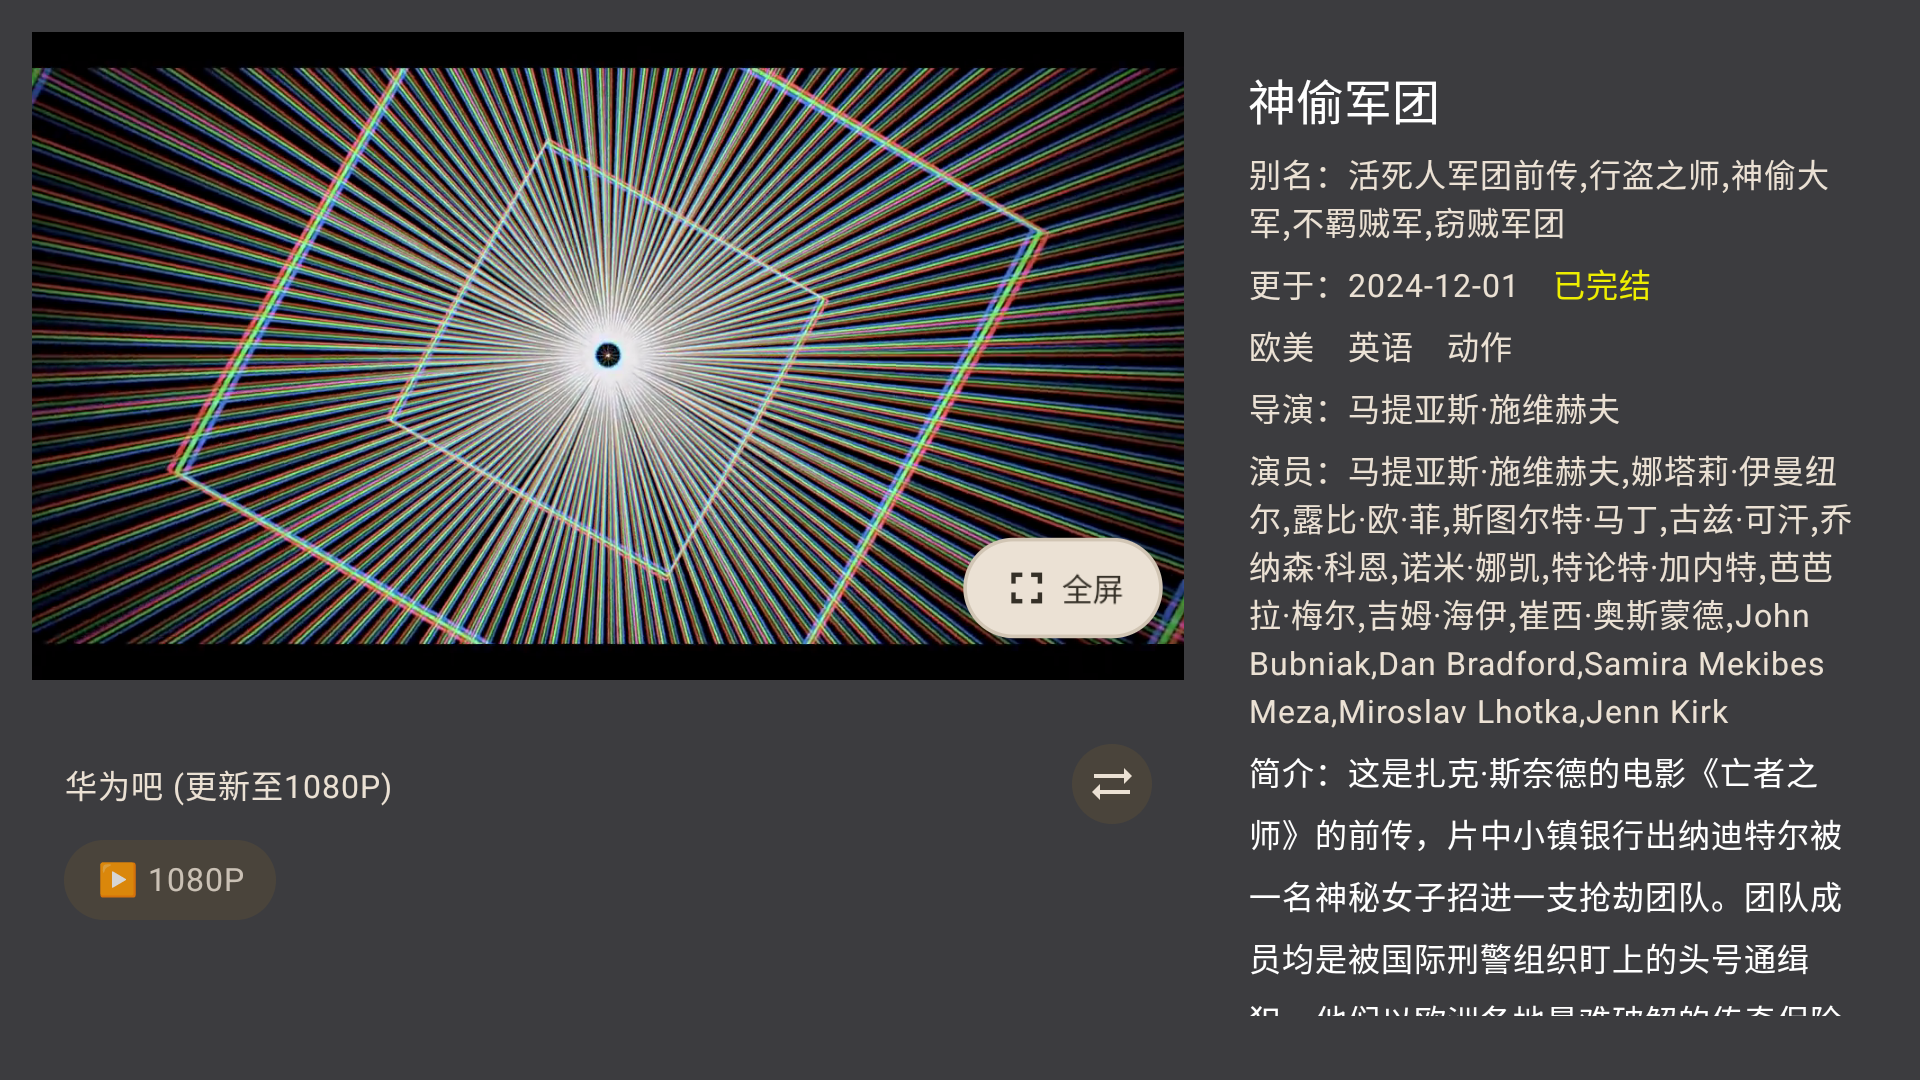 神偷军团
别名：活死人军团前传,行盗之师,神偷大
军,不羁贼军,窃贼军团
更于：2024-12-01 已完结
欧美 英语 动作
导演：马提亚斯·施维赫夫
演员：马提亚斯·施维赫夫,娜塔莉·伊曼纽
尔,露比·欧·菲,斯图尔特·马丁,古兹·可汗,乔
纳森·科恩,诺米·娜凯,特论特·加内特,芭芭
拉·梅尔,吉姆·海伊,崔西·奥斯蒙德,John
Bubniak,Dan Bradford,Samira Mekibes
Meza,Miroslav Lhotka,Jenn Kirk
简介：这是扎克·斯奈德的电影《亡者之
师》的前传，片中小镇银行出纳迪特尔被
一名神秘女子招进一支抢劫团队。团队成
员均是被国际刑警组织盯上的头号通缉
全屏
华为吧 (更新至1080P)
1080P